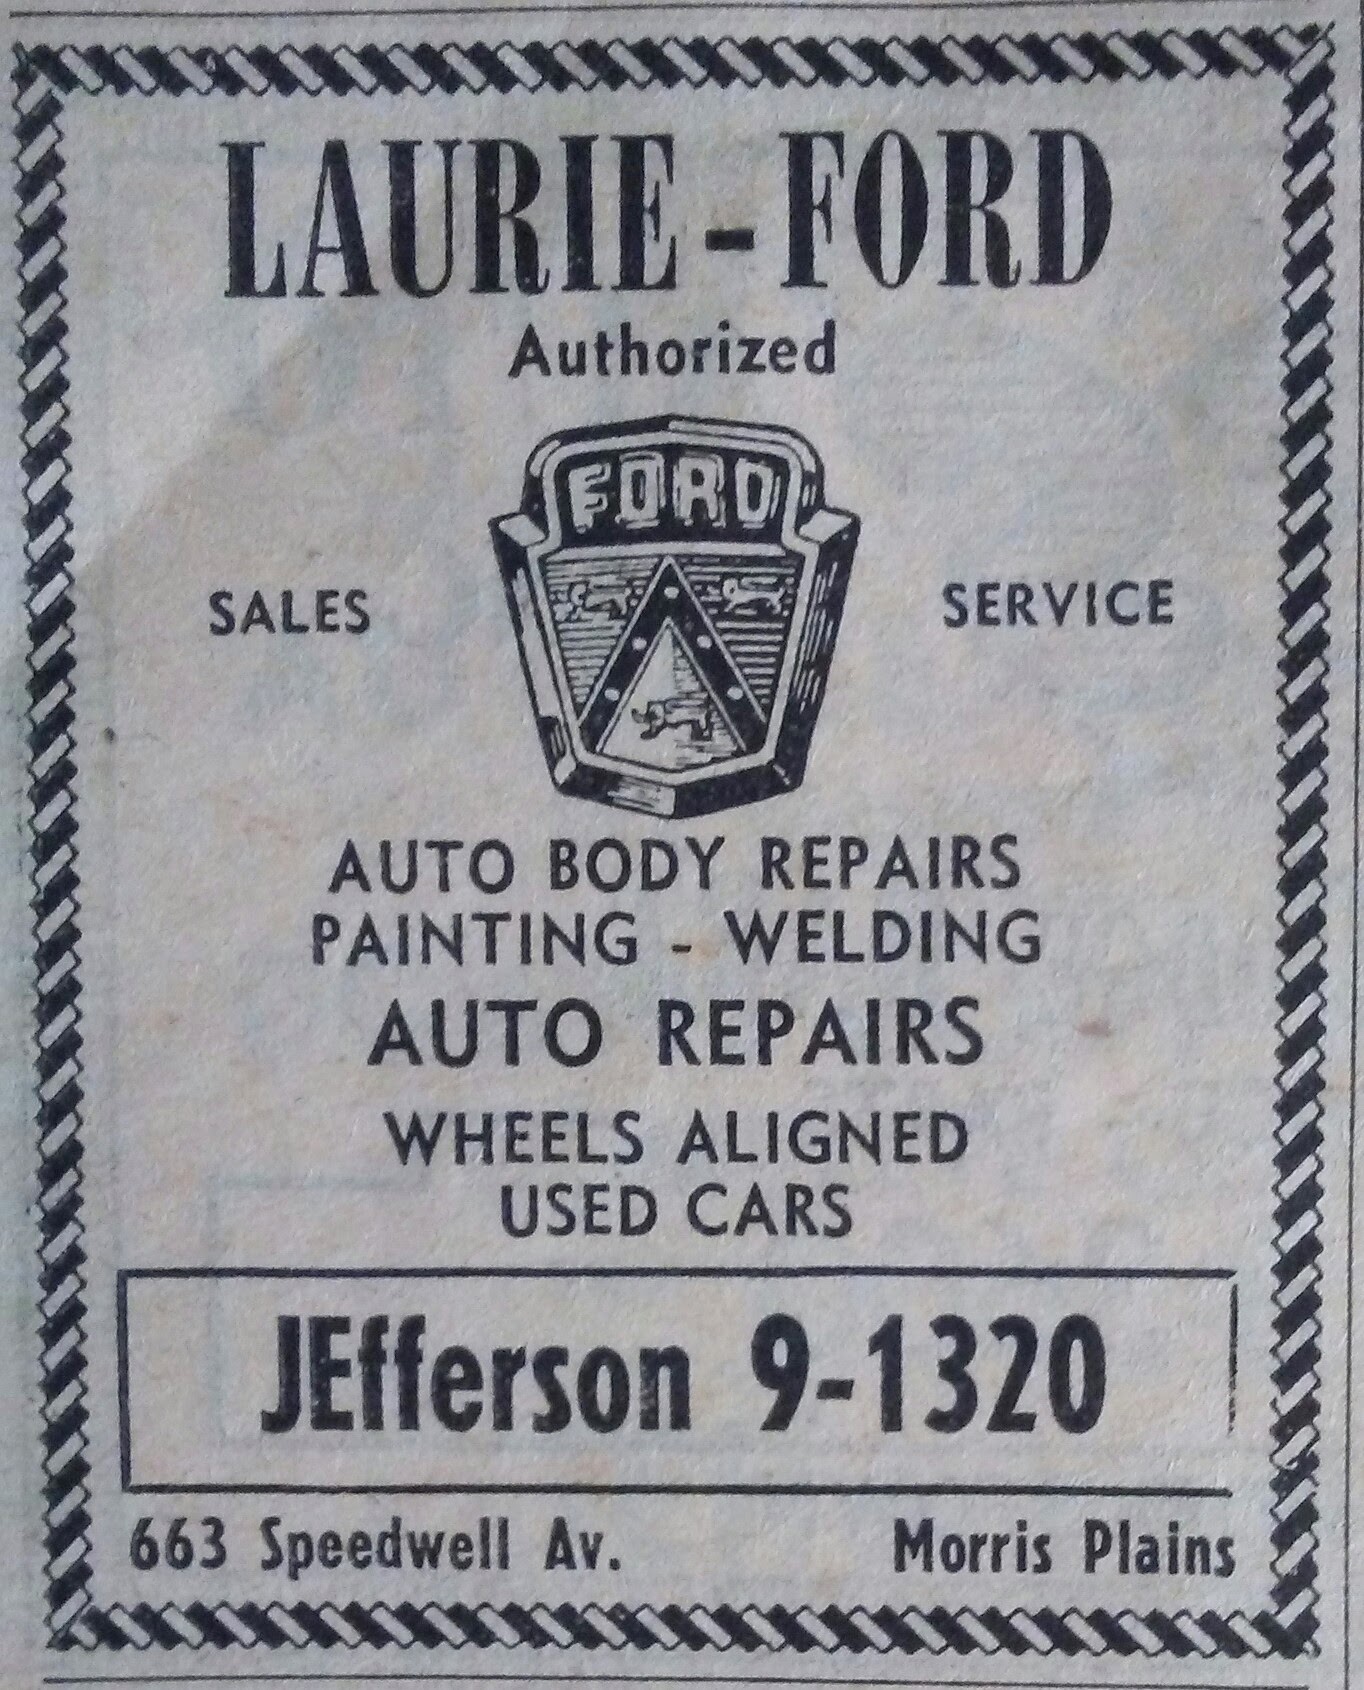 LAURIE - FORD
Authorized
FORD
SALES
SERVICE
AUTO BODY REPAIRS
PAINTING - WELDING
AUTO REPAIRS
WHEELS ALIGNED
USED CARS
JEfferson 9-1320
663 Speedwell Av.
Morris Plains